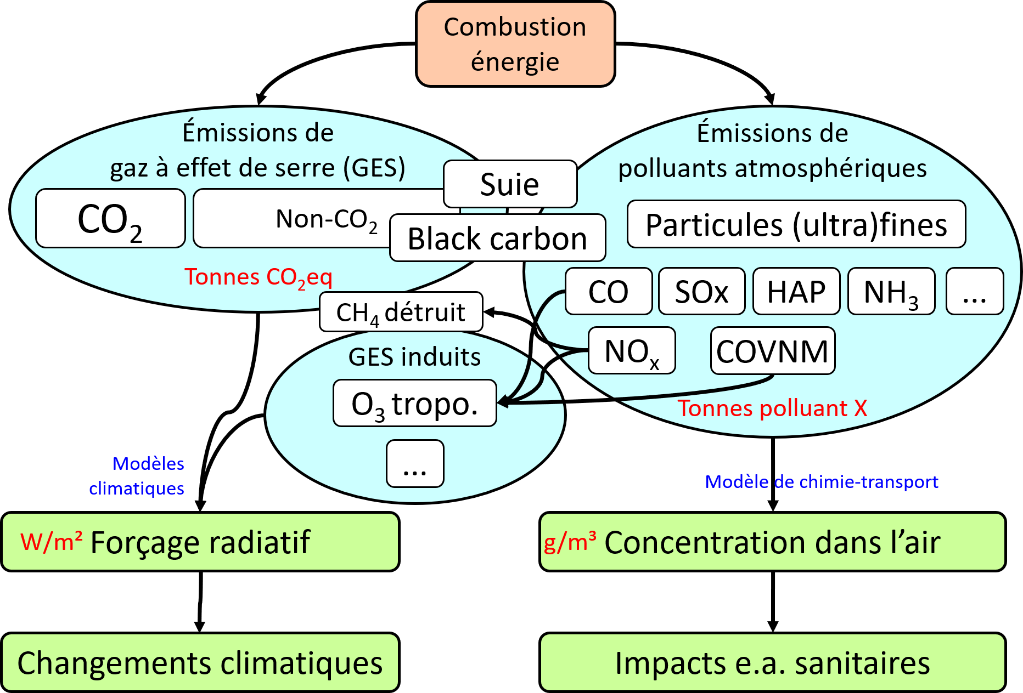 Combustion
énergie
Émissions de
gaz à effet de serre (GES)
CO₂
Non-CO₂
Tonnes CO₂eq
Suie
Black carbon
Émissions de
polluants atmosphériques
Particules (ultra)fines
CO
SOx
HAP
NH₃
...
NOₓ
COVNM
Tonnes polluant X
CH₄ détruit
GES induits
O₃ tropo.
...
Modèles
climatiques
Modèle de chimie-transport
W/m² Forçage radiatif
g/m³ Concentration dans l’air
Changements climatiques
Impacts e.a. sanitaires